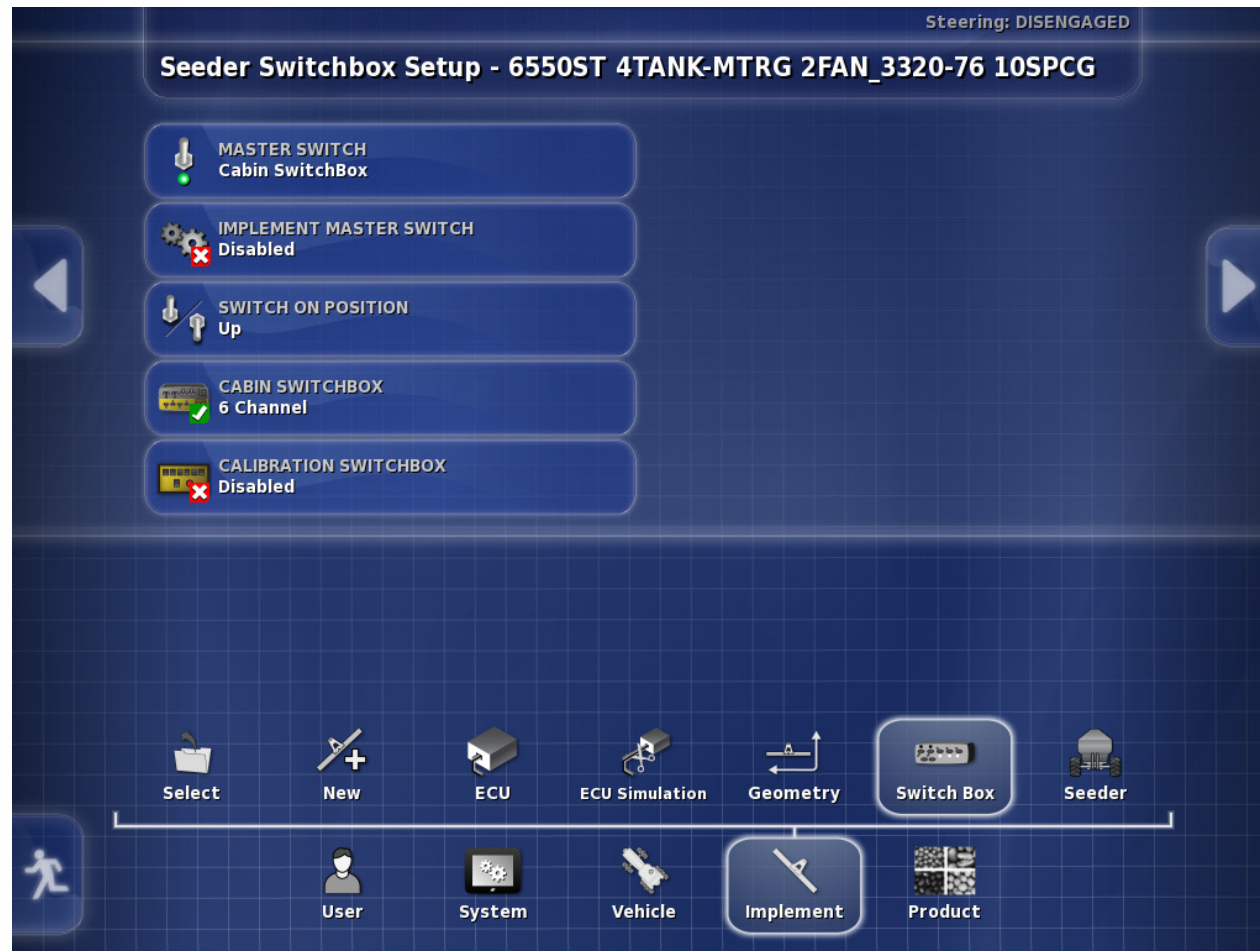 Steering: DISENGAGED
Seeder Switchbox Setup - 6550ST 4TANK-MTRG 2FAN_3320-76 10SPCG
MASTER SWITCH
Cabin SwitchBox
IMPLEMENT MASTER SWITCH
Disabled
SWITCH ON POSITION
Up
CABIN SWITCHBOX
6 Channel
CALIBRATION SWITCHBOX
Disabled
Select New ECU ECU Simulation Geometry Switch Box Seeder
User System Vehicle Implement Product